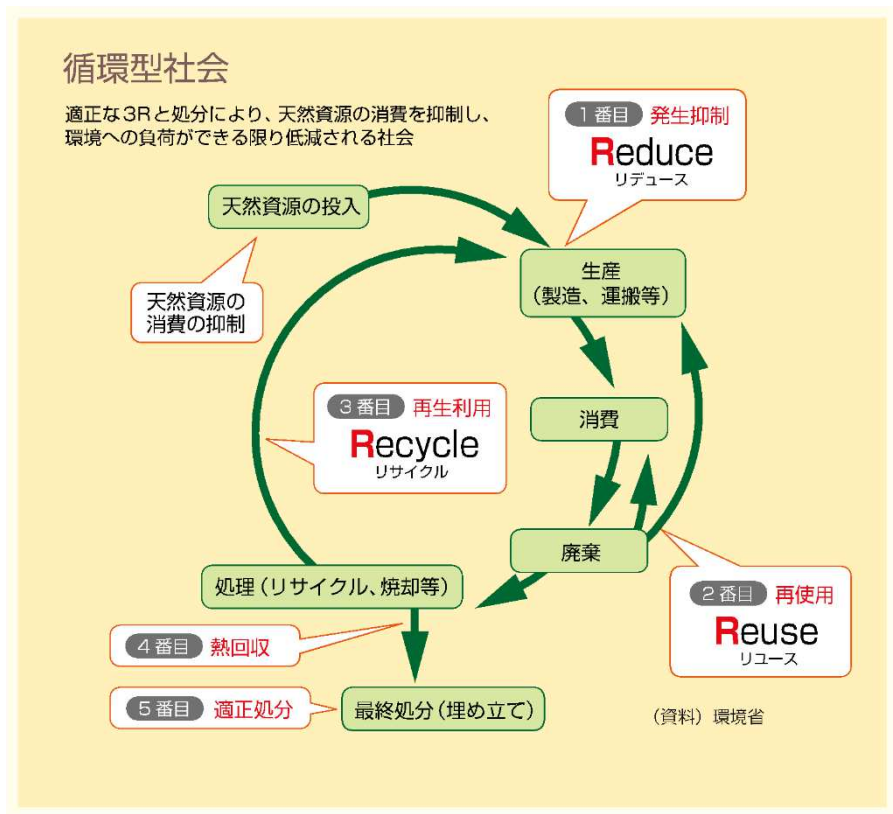 循環型社会
適正な3Rと処分により、天然資源の消費を抑制し、
環境への負荷ができる限り低減される社会
1番目 発生抑制
Reduce
リデュース
天然資源の投入
生産
(製造、運搬等)
天然資源の
消費の抑制
3番目 再生利用
Recycle
リサイクル
消費
廃棄
処理(リサイクル、焼却等)
2番目 再使用
Reuse
リユース
4番目 熱回収
5番目 適正処分
最終処分(埋め立て)
(資料)環境省